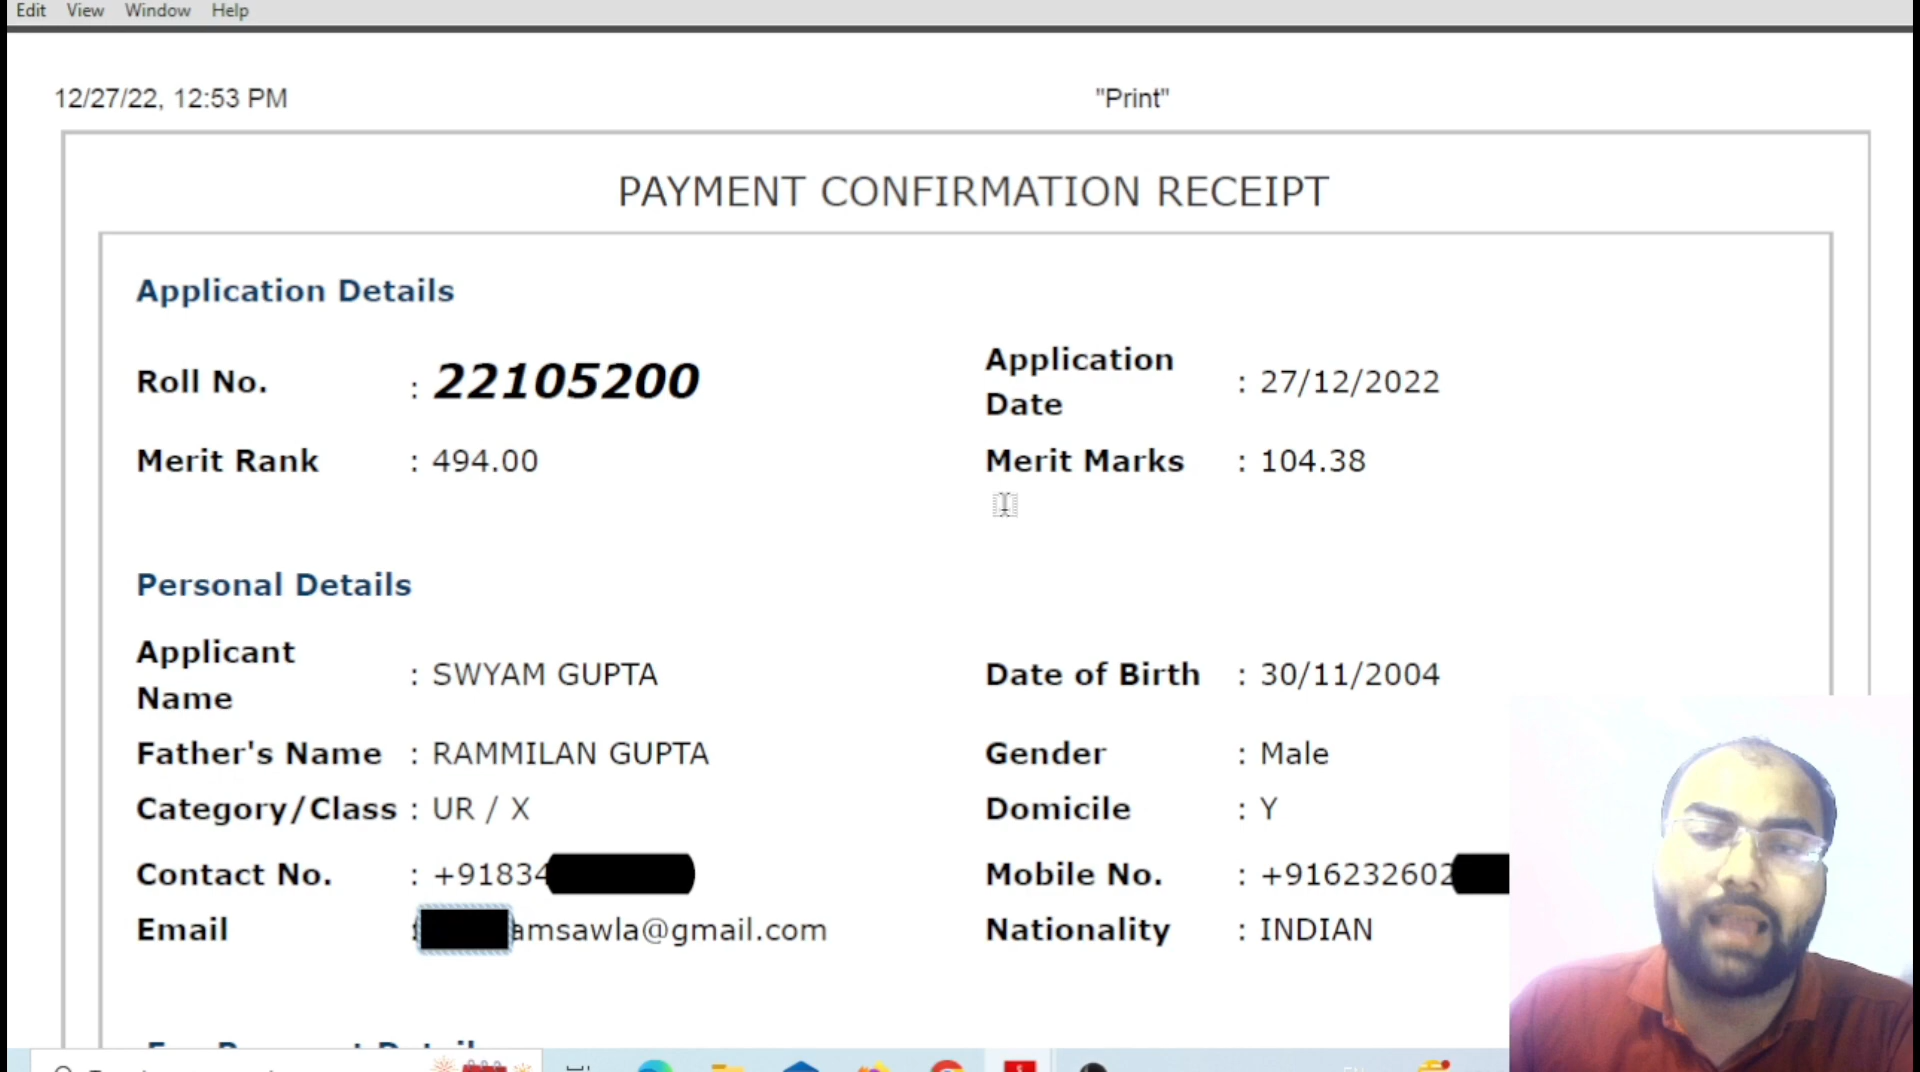 Edit View Window Help
12/27/22, 12:53 PM "Print"
PAYMENT CONFIRMATION RECEIPT
Application Details
Roll No. : 22105200 Application Date : 27/12/2022
Merit Rank : 494.00 Merit Marks : 104.38
Personal Details
Applicant Name : SWYAM GUPTA Date of Birth : 30/11/2004
Father's Name : RAMMILAN GUPTA Gender : Male
Category/Class : UR / X Domicile : Y
Contact No. : +91834 Mobile No. : +916232602
Email : amsawla@gmail.com Nationality : INDIAN